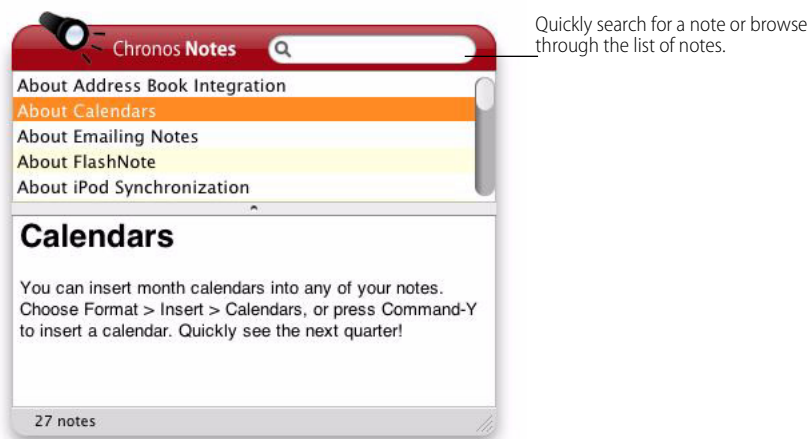 Chronos Notes
Quickly search for a note or browse
through the list of notes.
About Address Book Integration
About Calendars
About Emailing Notes
About FlashNote
About iPod Synchronization
Calendars
You can insert month calendars into any of your notes.
Choose Format > Insert > Calendars, or press Command-Y
to insert a calendar. Quickly see the next quarter!
27 notes